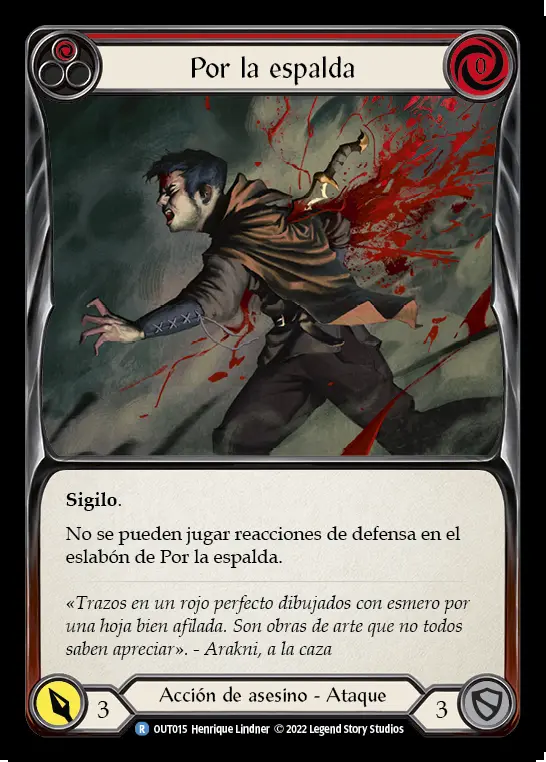 Por la espalda
0
Sigilo.
No se pueden jugar reacciones de defensa en el
eslabón de Por la espalda.
«Trazos en un rojo perfecto dibujados con esmero por
una hoja bien afilada. Son obras de arte que no todos
saben apreciar». - Arakni, a la caza
3
Acción de asesino - Ataque
3
R OUT015 Henrique Lindner © 2022 Legend Story Studios